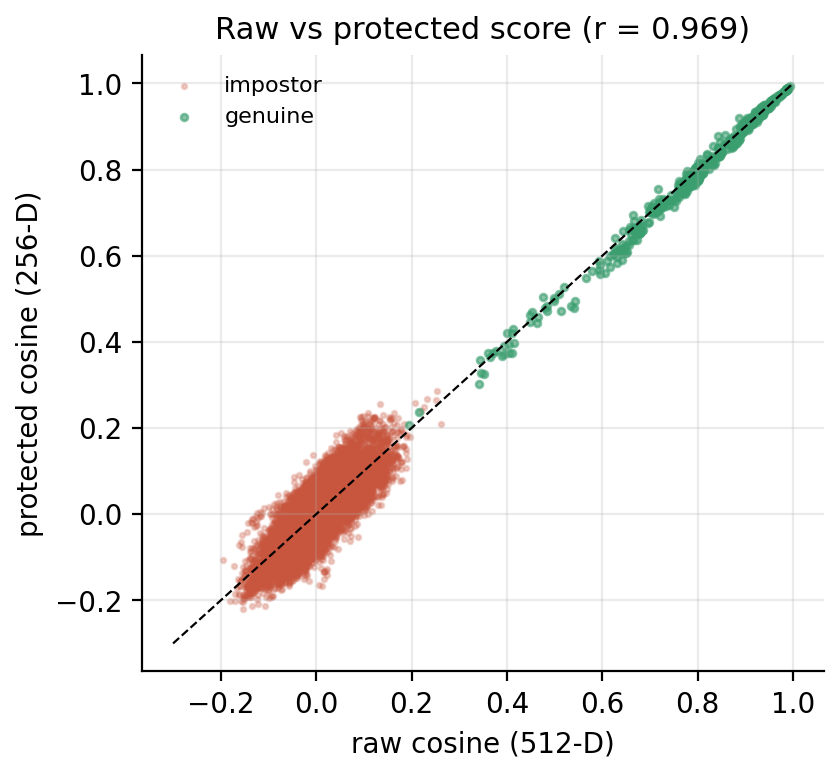 Raw vs protected score (r = 0.969)
impostor
genuine
protected cosine (256-D)
1.0
0.8
0.6
0.4
0.2
0.0
−0.2
−0.2 0.0 0.2 0.4 0.6 0.8 1.0
raw cosine (512-D)